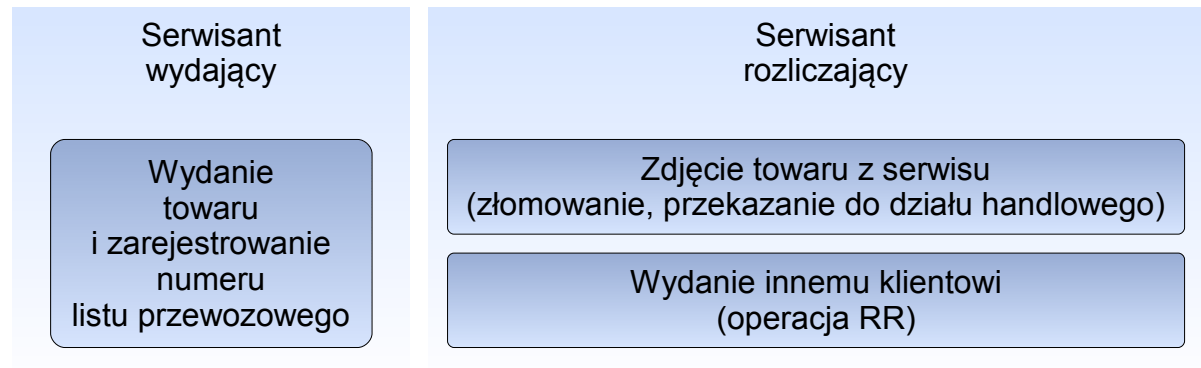 Serwisant
wydający
Wydanie
towaru
i zarejestrowanie
numeru
listu przewozowego
Serwisant
rozliczający
Zdjęcie towaru z serwisu
(złomowanie, przekazanie do działu handlowego)
Wydanie innemu klientowi
(operacja RR)